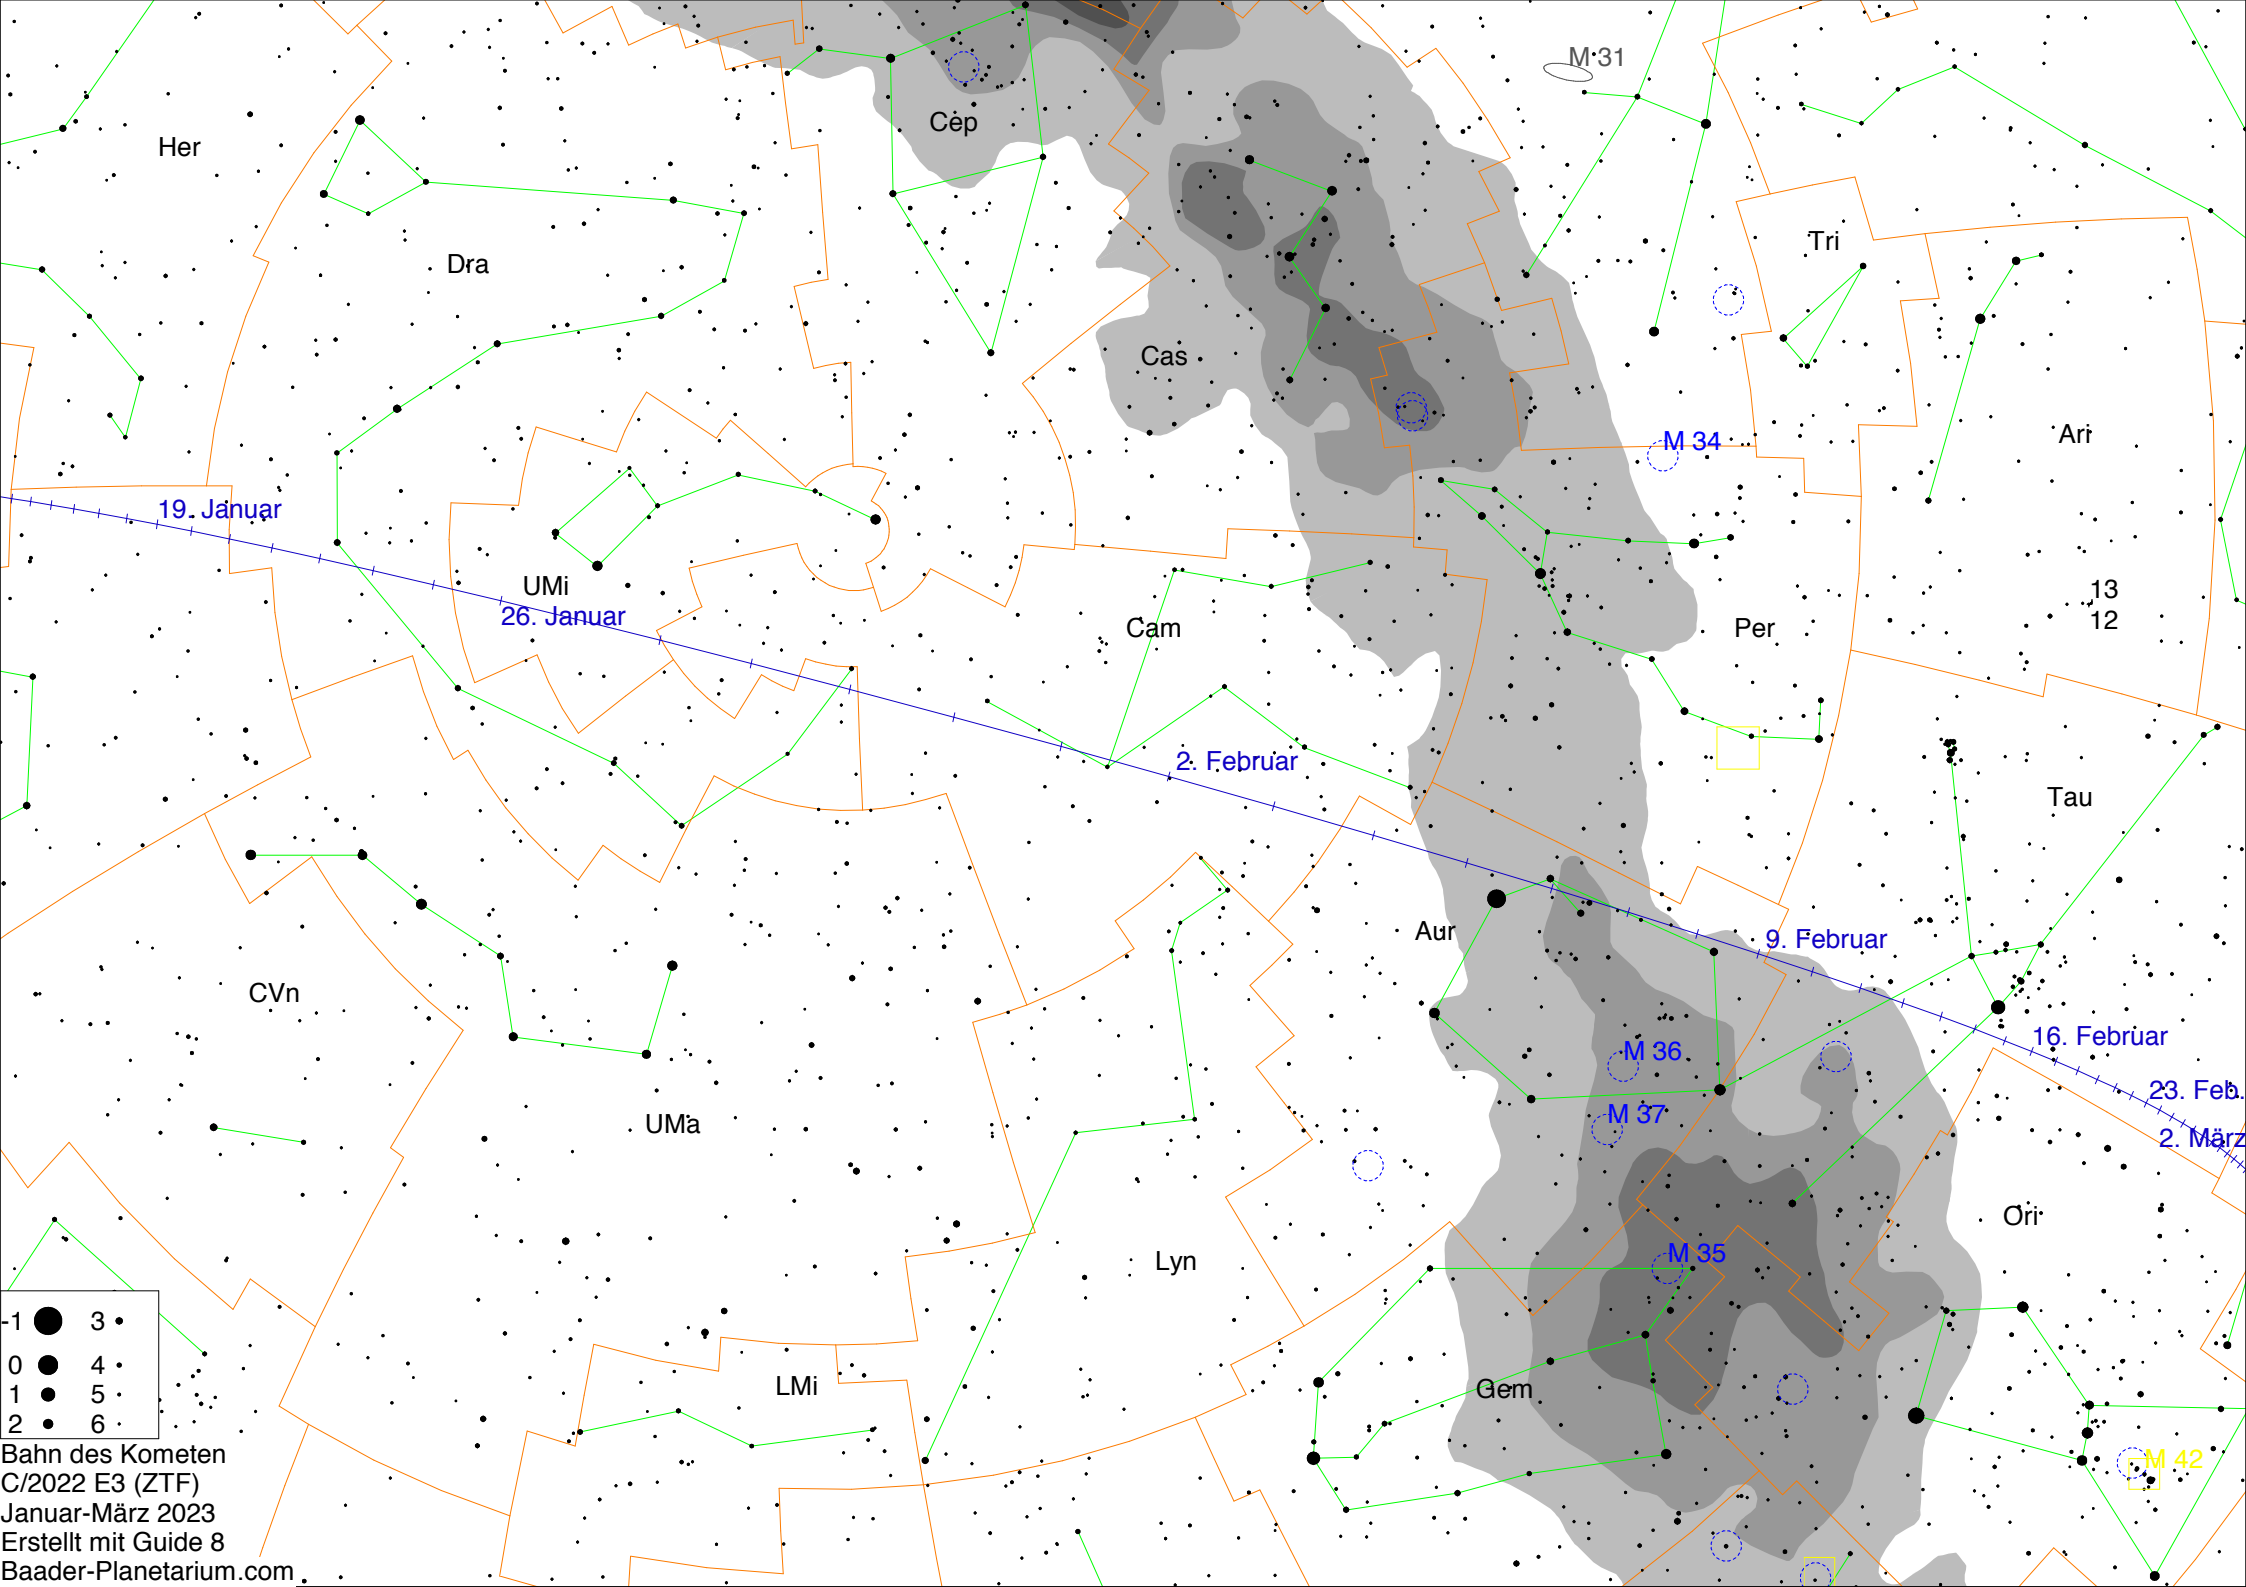 M 31
Cep
Her
Tri
Dra
Cas
Ari
M 34
19. Januar
UMi
13
26. Januar
12
Cam
Per
2. Februar
Tau
Aur
9. Februar
CVn
16. Februar
M 36
23. Feb.
M 37
UMa
2. März
Ori
M 35
Lyn
-1 3
0 4
1 5
2 6
LMi
Gem
M 42
Bahn des Kometen
C/2022 E3 (ZTF)
Januar-März 2023
Erstellt mit Guide 8
Baader-Planetarium.com